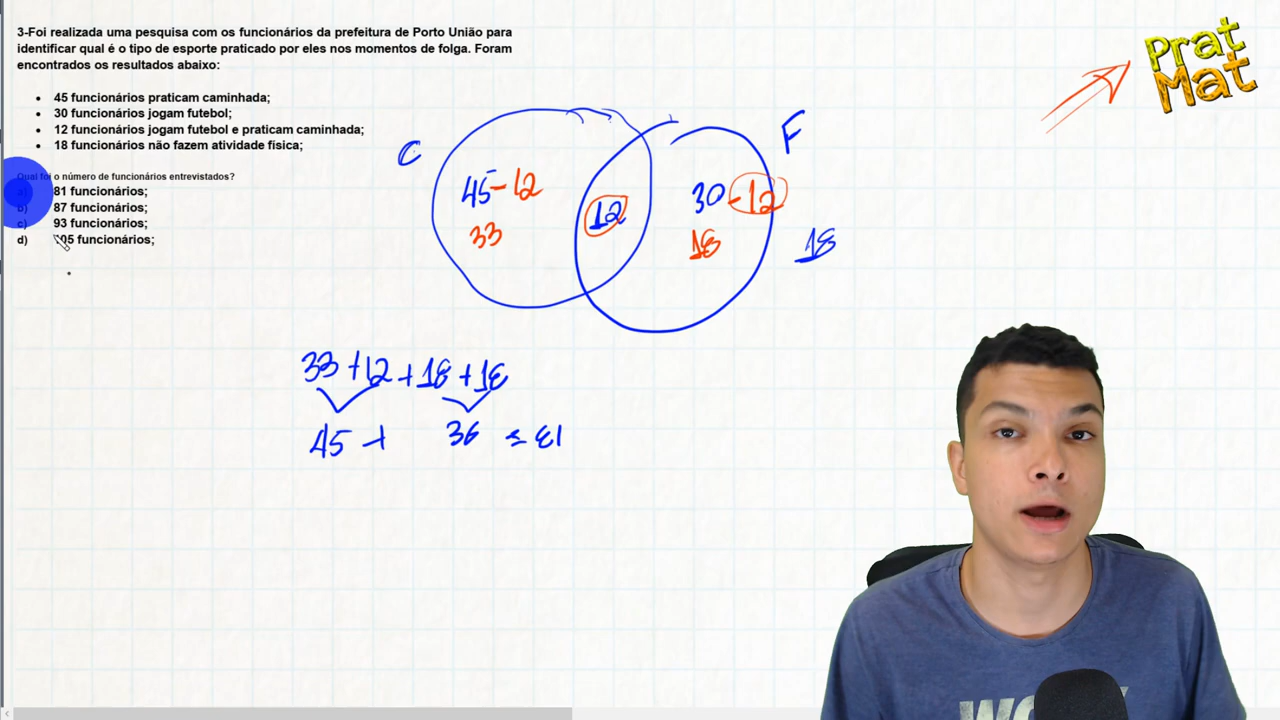 3-Foi realizada uma pesquisa com os funcionários da prefeitura de Porto União para
identificar qual é o tipo de esporte praticado por eles nos momentos de folga. Foram
encontrados os resultados abaixo:
• 45 funcionários praticam caminhada;
• 30 funcionários jogam futebol;
• 12 funcionários jogam futebol e praticam caminhada;
• 18 funcionários não fazem atividade física;
Qual foi o número de funcionários entrevistados?
a) 81 funcionários;
b) 87 funcionários;
c) 93 funcionários;
d) 105 funcionários;
Prat
Mat
C
F
45-12
33
12
30-12
18
18
33+12+18+18
45 + 36 = 81